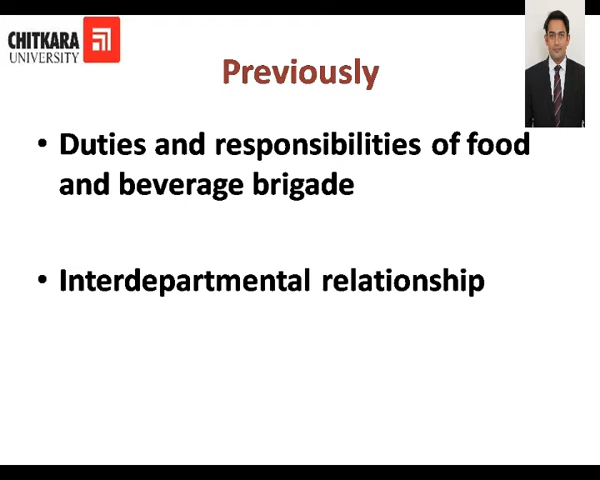 CHITKARA
UNIVERSITY
Previously
• Duties and responsibilities of food
and beverage brigade
• Interdepartmental relationship